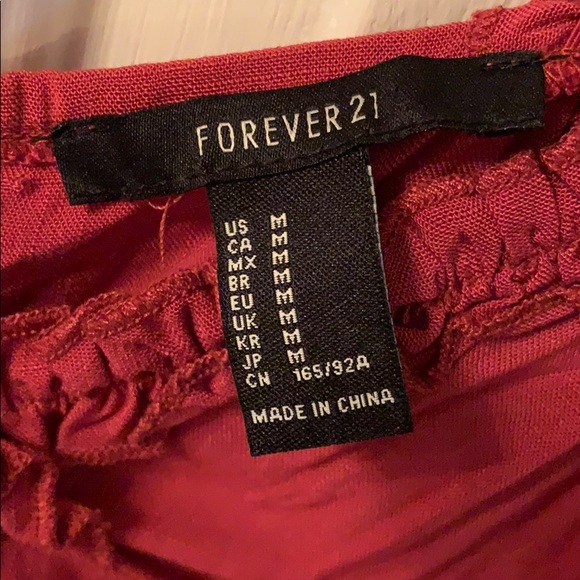 FOREVER 21
US M
CA M
MX M
BR M
EU M
UK M
KR M
JP M
CN 165/92A
MADE IN CHINA